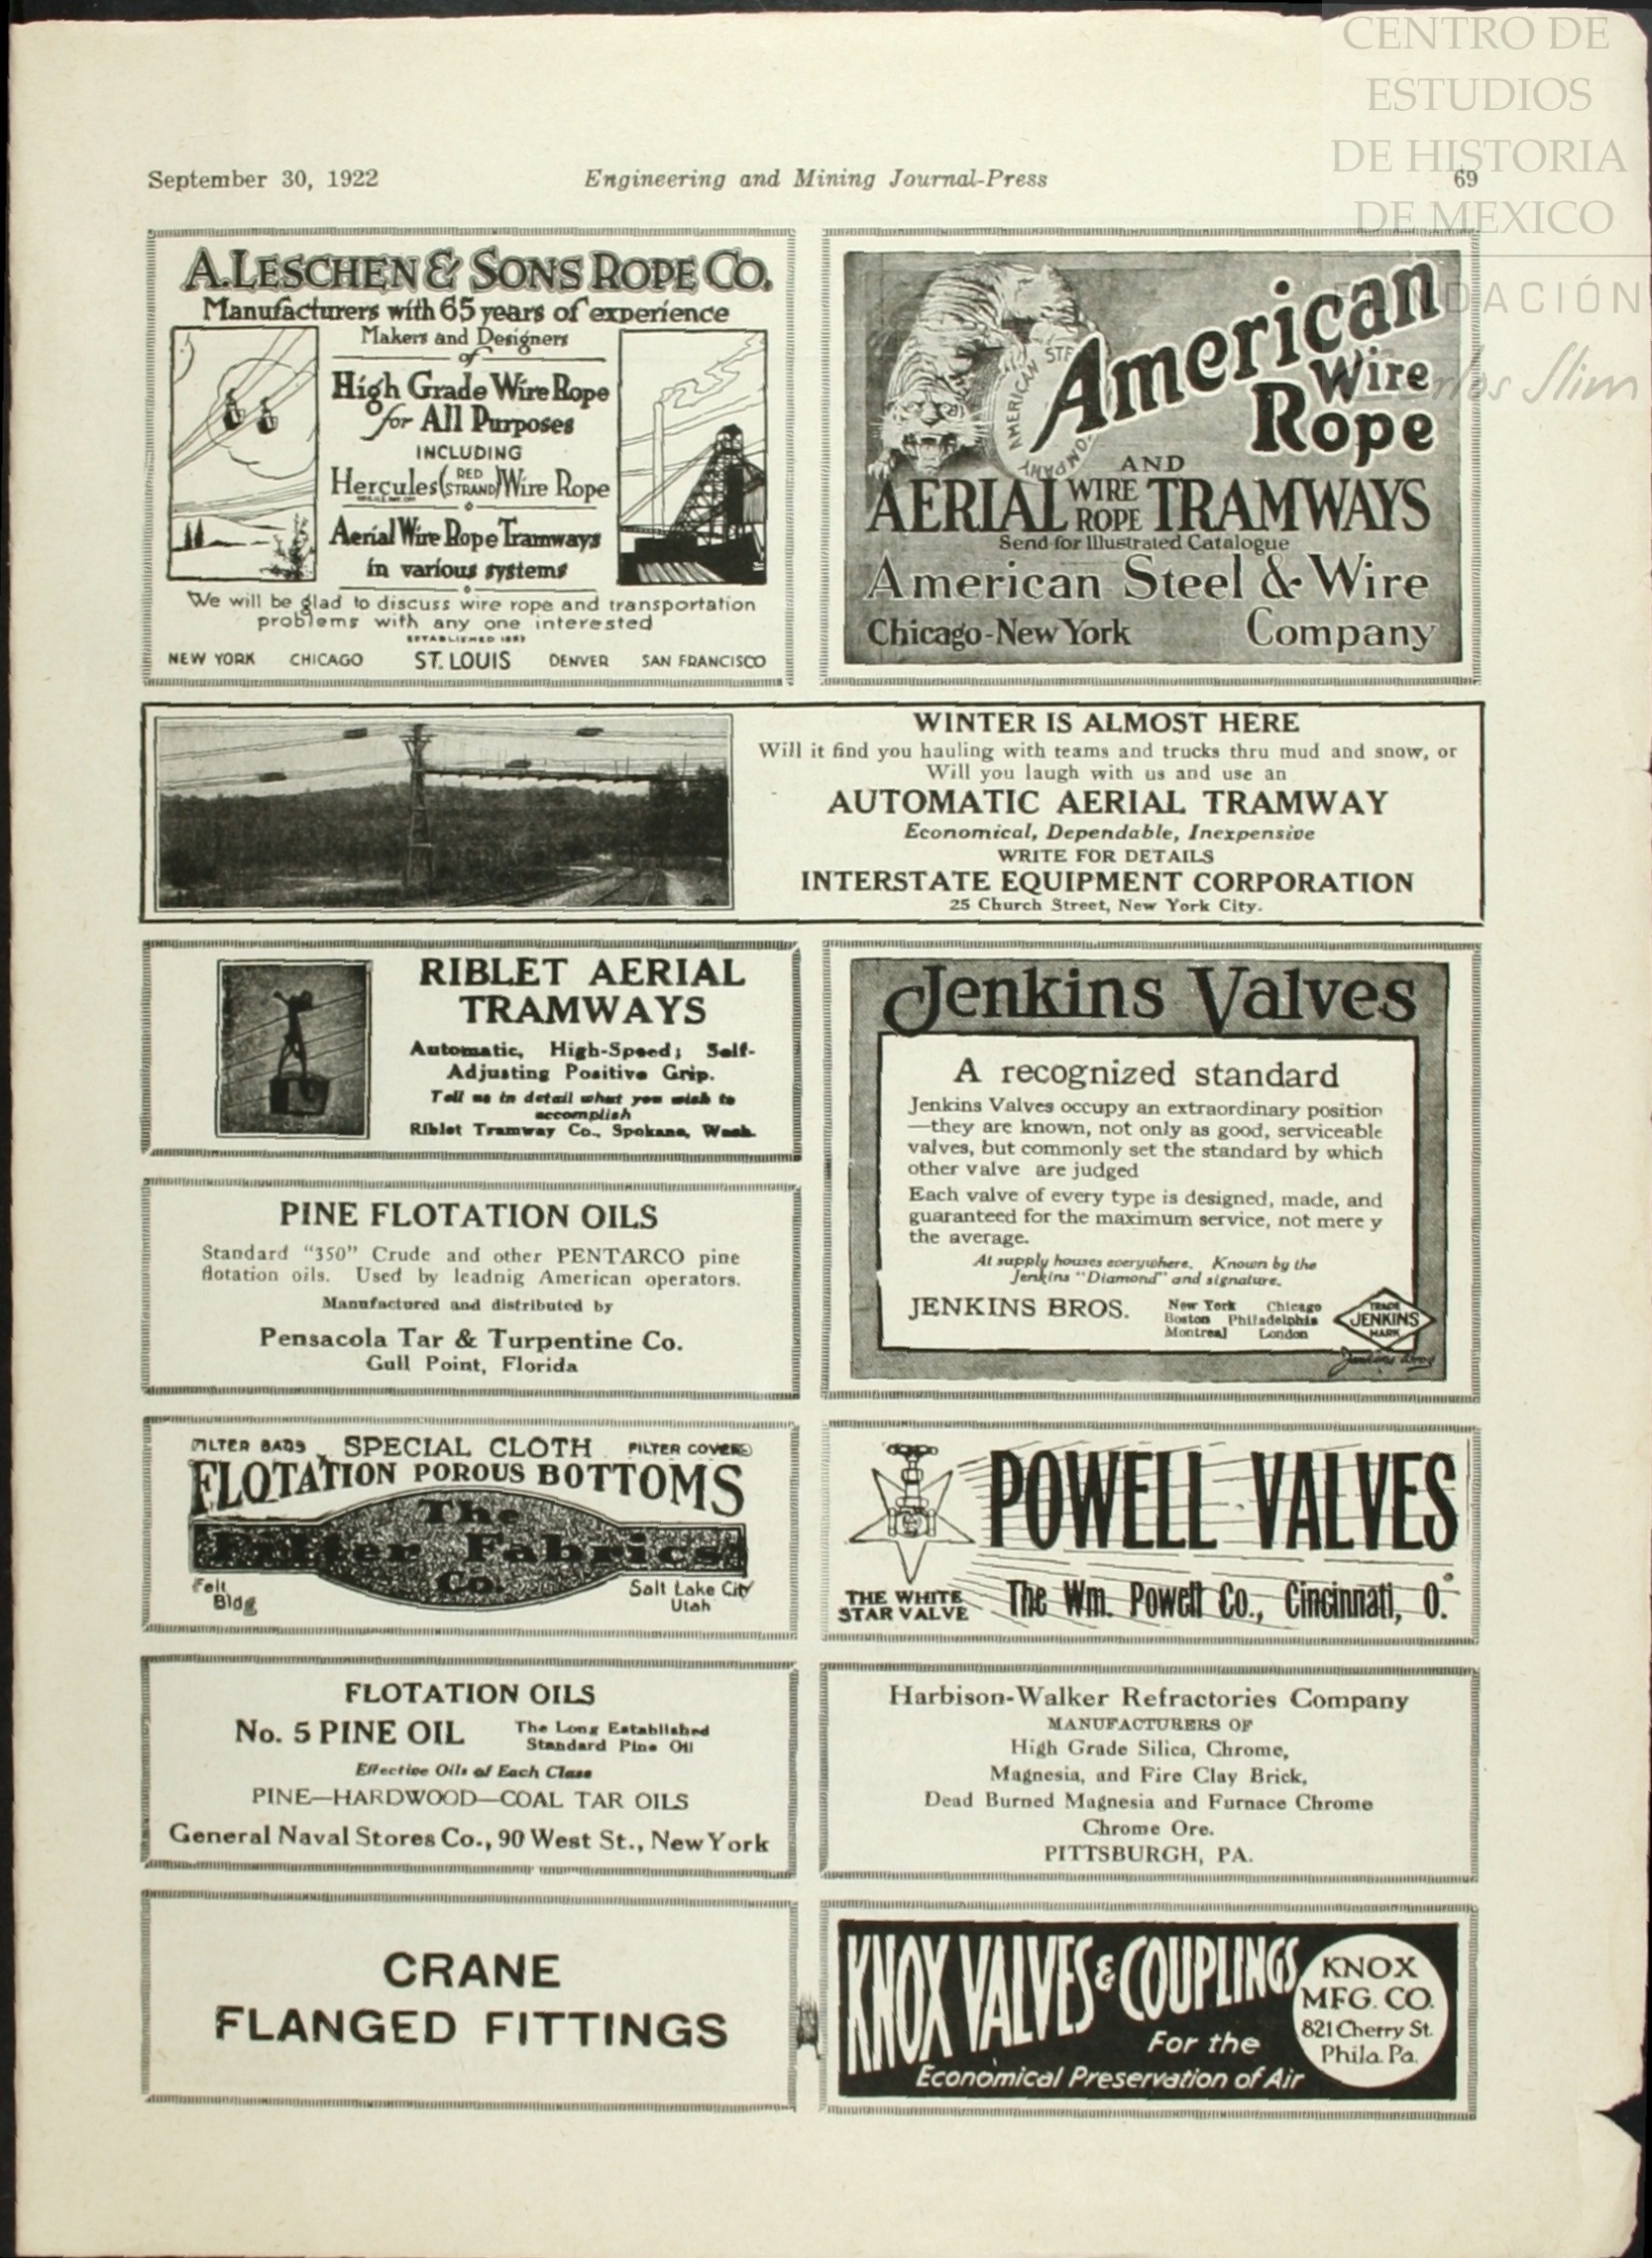 CENTRO DE
ESTUDIOS
DE HISTORIA
DE MEXICO
September 30, 1922
Engineering and Mining Journal-Press
69
A. LESCHEN & SONS ROPE CO.
Manufacturers with 65 years of experience
Makers and Designers
of
High Grade Wire Rope
for All Purposes
INCLUDING
Hercules (RED STRAND) Wire Rope
Aerial Wire Rope Tramways
in various systems
We will be glad to discuss wire rope and transportation
problems with any one interested
ESTABLISHED 1857
NEW YORK CHICAGO ST. LOUIS DENVER SAN FRANCISCO
American
Wire
Rope
AND
AERIAL WIRE ROPE TRAMWAYS
Send for Illustrated Catalogue
American Steel & Wire
Chicago-New York Company
WINTER IS ALMOST HERE
Will it find you hauling with teams and trucks thru mud and snow, or
Will you laugh with us and use an
AUTOMATIC AERIAL TRAMWAY
Economical, Dependable, Inexpensive
WRITE FOR DETAILS
INTERSTATE EQUIPMENT CORPORATION
25 Church Street, New York City.
RIBLET AERIAL
TRAMWAYS
Automatic, High-Speed; Self-
Adjusting Positive Grip.
Tell us in detail what you wish to
accomplish
Riblet Tramway Co., Spokane, Wash.
Jenkins Valves
A recognized standard
Jenkins Valves occupy an extraordinary position
—they are known, not only as good, serviceable
valves, but commonly set the standard by which
other valve are judged
Each valve of every type is designed, made, and
guaranteed for the maximum service, not mere y
the average.
At supply houses everywhere. Known by the
Jenkins "Diamond" and signature.
JENKINS BROS.
New York Chicago
Boston Philadelphia
Montreal London
TRADE
JENKINS
MARK
Jenkins Bros
PINE FLOTATION OILS
Standard "350" Crude and other PENTARCO pine
flotation oils. Used by leadnig American operators.
Manufactured and distributed by
Pensacola Tar & Turpentine Co.
Gull Point, Florida
FILTER BAGS SPECIAL CLOTH FILTER COVERS
FLOTATION POROUS BOTTOMS
The
Filter Fabrics
Co.
Felt
Bldg
Salt Lake City
Utah
POWELL VALVES
THE WHITE
STAR VALVE
The Wm. Powell Co., Cincinnati, O.
FLOTATION OILS
No. 5 PINE OIL
The Long Established
Standard Pine Oil
Effective Oils of Each Class
PINE—HARDWOOD—COAL TAR OILS
General Naval Stores Co., 90 West St., New York
Harbison-Walker Refractories Company
MANUFACTURERS OF
High Grade Silica, Chrome,
Magnesia, and Fire Clay Brick,
Dead Burned Magnesia and Furnace Chrome
Chrome Ore.
PITTSBURGH, PA.
CRANE
FLANGED FITTINGS
KNOX VALVES & COUPLINGS
For the
Economical Preservation of Air
KNOX
MFG. CO.
821 Cherry St.
Phila. Pa.